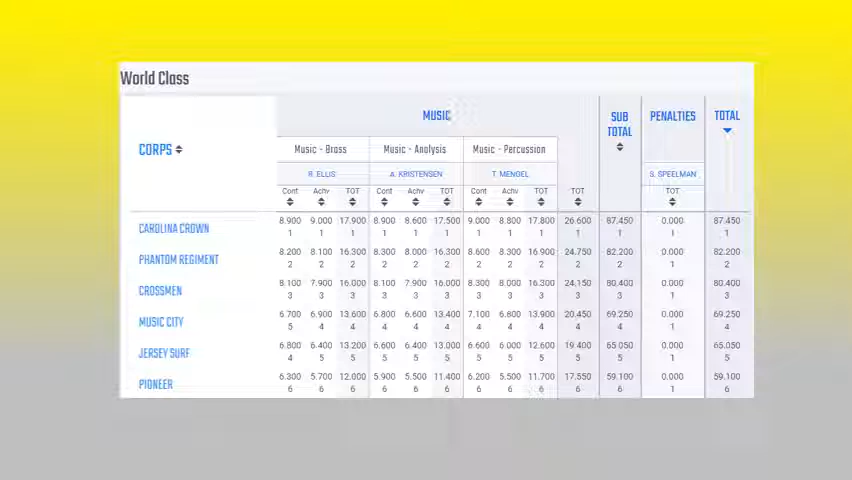 World Class
MUSIC
SUB TOTAL
PENALTIES
TOTAL
CORPS
Music - Brass Music - Analysis Music - Percussion
R. ELLIS A. KRISTENSEN T. MENGEL S. SPEELMAN
Cont Achv TOT Cont Achv TOT Cont Achv TOT TOT TOT
CAROLINA CROWN 8.900 9.000 17.900 8.900 8.600 17.500 9.000 8.800 17.800 26.600 87.450 0.000 87.450
1 1 1 1 1 1 1 1 1 1 1 1 1
PHANTOM REGIMENT 8.200 8.100 16.300 8.300 8.000 16.300 8.600 8.300 16.900 24.750 82.200 0.000 82.200
2 2 2 2 2 2 2 2 2 2 2 1 2
CROSSMEN 8.100 7.900 16.000 8.100 7.900 16.000 8.300 8.000 16.300 24.150 80.400 0.000 80.400
3 3 3 3 3 3 3 3 3 3 3 1 3
MUSIC CITY 6.700 6.900 13.600 6.800 6.600 13.400 7.100 6.800 13.900 20.450 69.250 0.000 69.250
5 4 4 4 4 4 4 4 4 4 4 1 4
JERSEY SURF 6.800 6.400 13.200 6.600 6.400 13.000 6.600 6.000 12.600 19.400 65.050 0.000 65.050
4 5 5 5 5 5 5 5 5 5 5 1 5
PIONEER 6.300 5.700 12.000 5.900 5.500 11.400 6.200 5.500 11.700 17.550 59.100 0.000 59.100
6 6 6 6 6 6 6 6 6 6 6 1 6